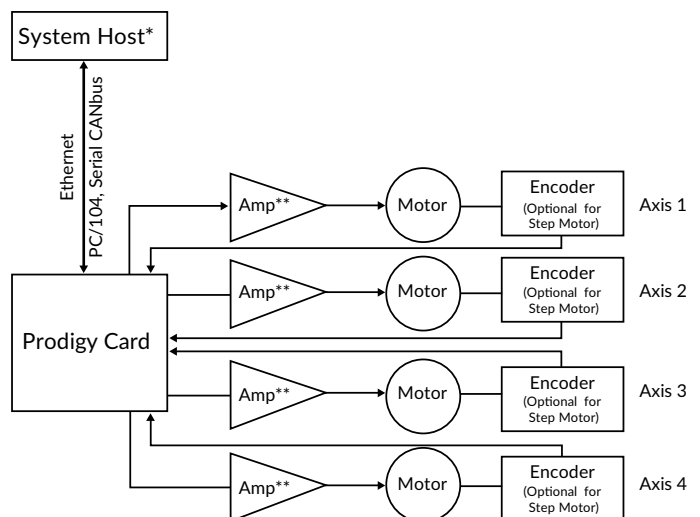 System Host*
Ethernet
PC/104, Serial CANbus
Prodigy Card
Amp**
Motor
Encoder
(Optional for
Step Motor)
Axis 1
Amp**
Motor
Encoder
(Optional for
Step Motor)
Axis 2
Amp**
Motor
Encoder
(Optional for
Step Motor)
Axis 3
Amp**
Motor
Encoder
(Optional for
Step Motor)
Axis 4